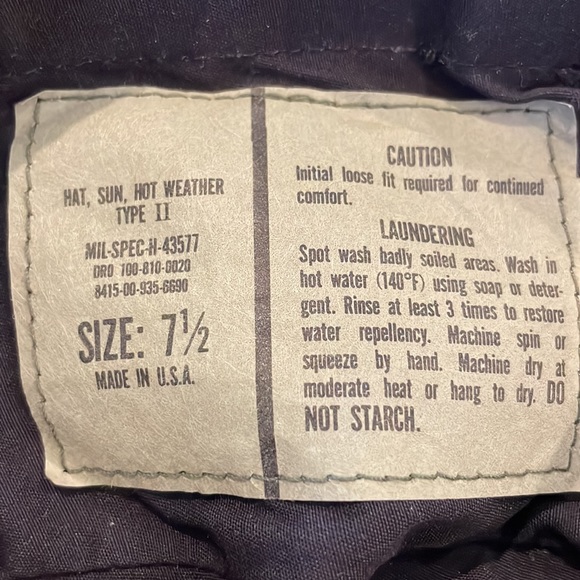 HAT, SUN, HOT WEATHER
TYPE II
MIL-SPEC-H-43577
DRO 100-810-0020
8415-00-935-6690
SIZE: 7½
MADE IN U.S.A.
CAUTION
Initial loose fit required for continued
comfort.
LAUNDERING
Spot wash badly soiled areas. Wash in
hot water (140°F) using soap or deter-
gent. Rinse at least 3 times to restore
water repellency. Machine spin or
squeeze by hand. Machine dry at
moderate heat or hang to dry. DO
NOT STARCH.